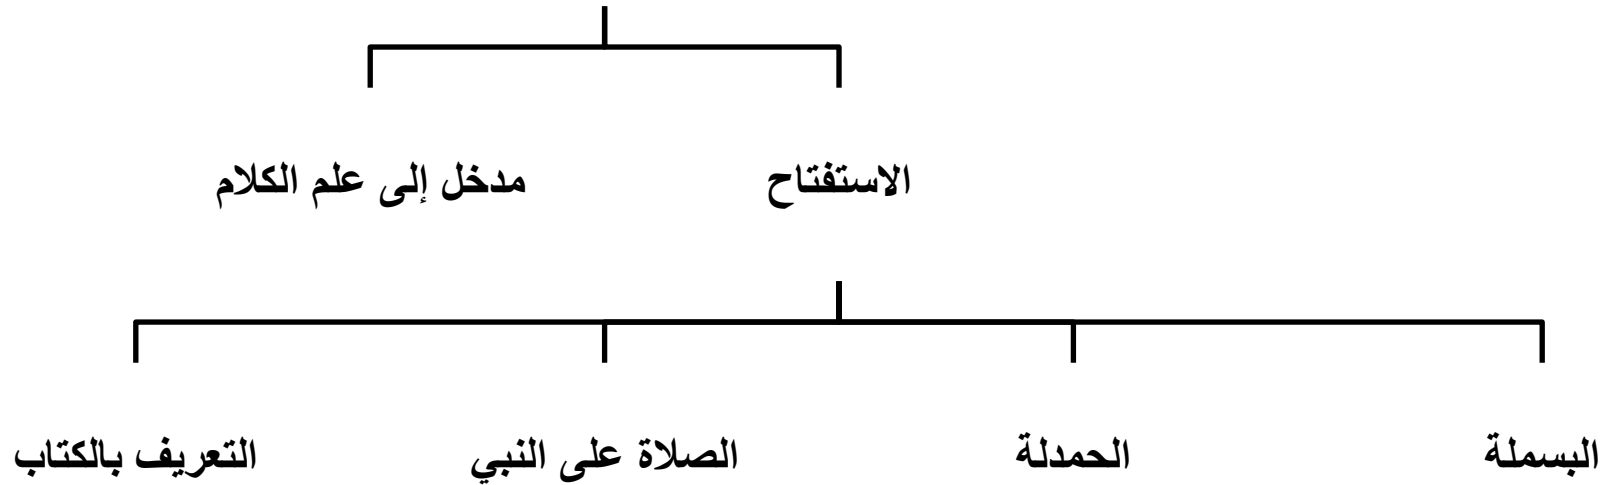 الاستفتاح مدخل إلى علم الكلام
البسملة الحمدلة الصلاة على النبي التعريف بالكتاب